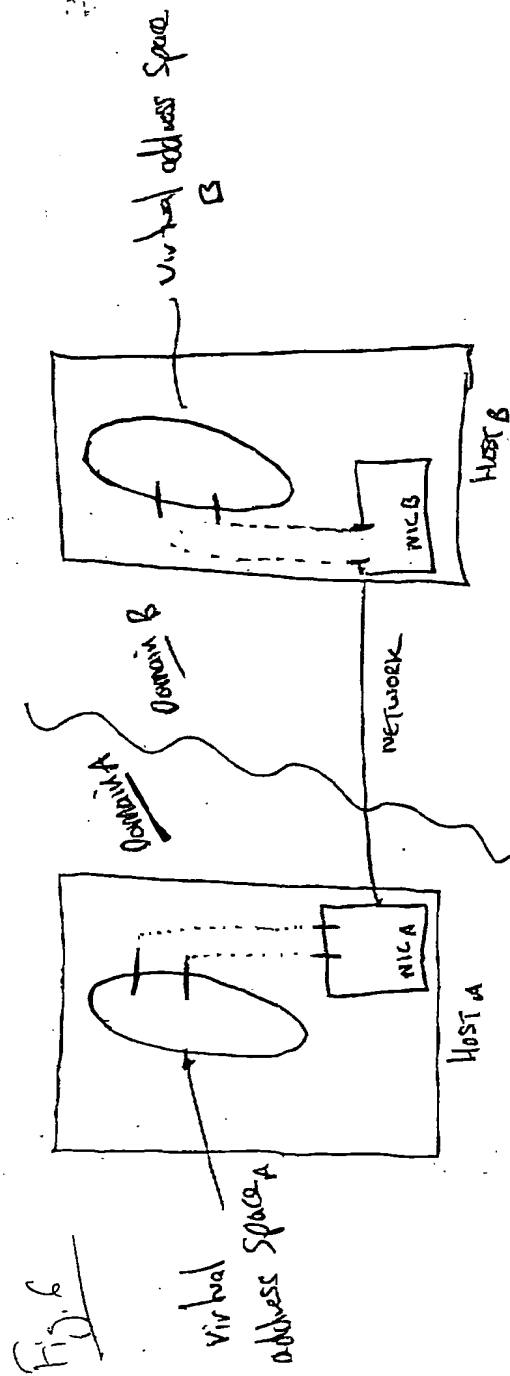 Fig. 6
Virtual
address Space A
HOST A
NIC A
Domain A
Domain B
NETWORK
NIC B
HOST B
Virtual address Space
B